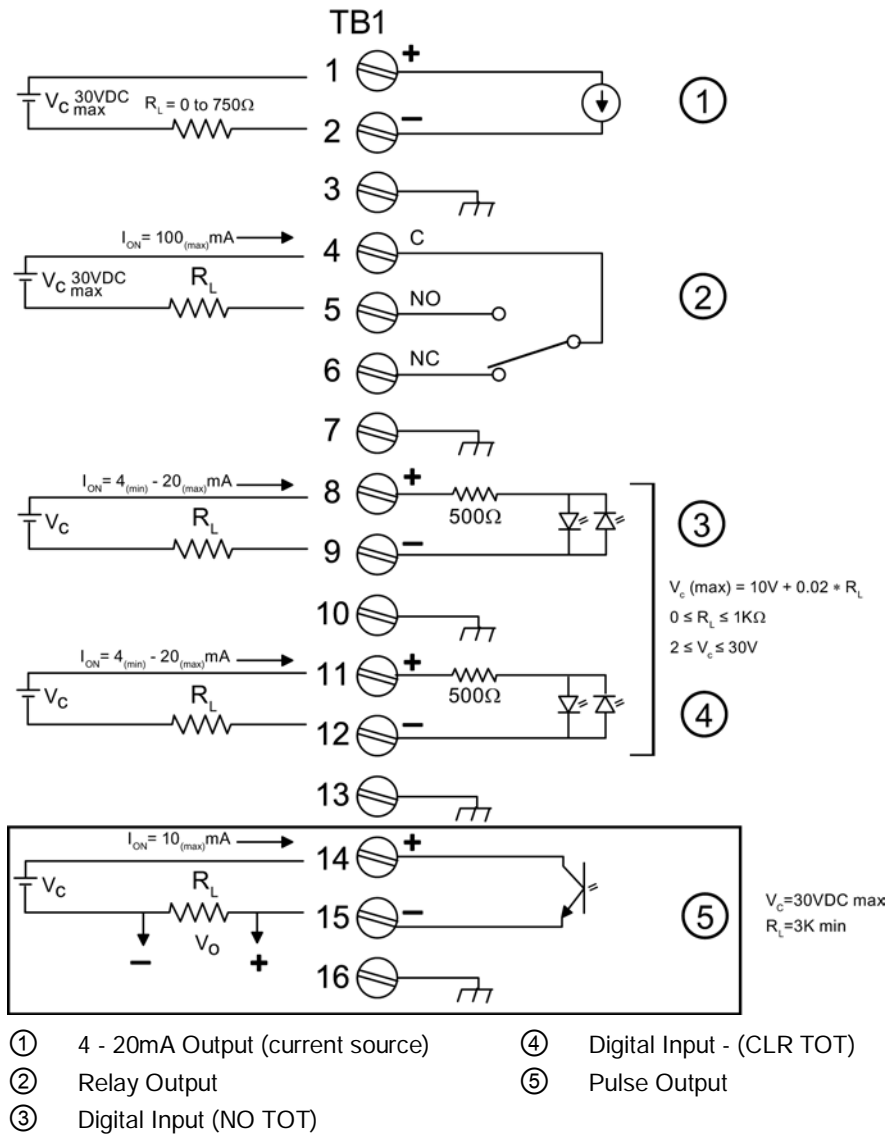 TB1
1 +
V_C 30VDC max R_L = 0 to 750Ω
2 −
①
3
I_ON = 100(max)mA
4 C
V_C 30VDC max R_L
5 NO
②
6 NC
7
I_ON = 4(min) - 20(max)mA
8 +
500Ω
V_C R_L
9 −
③
V_c (max) = 10V + 0.02 * R_L
0 ≤ R_L ≤ 1KΩ
2 ≤ V_c ≤ 30V
10
I_ON = 4(min) - 20(max)mA
11 +
500Ω
V_C R_L
12 −
④
13
I_ON = 10(max)mA
14 +
V_C R_L
15 −
− V_O +
⑤
V_C=30VDC max
R_L=3K min
16
① 4 - 20mA Output (current source)
② Relay Output
③ Digital Input (NO TOT)
④ Digital Input - (CLR TOT)
⑤ Pulse Output